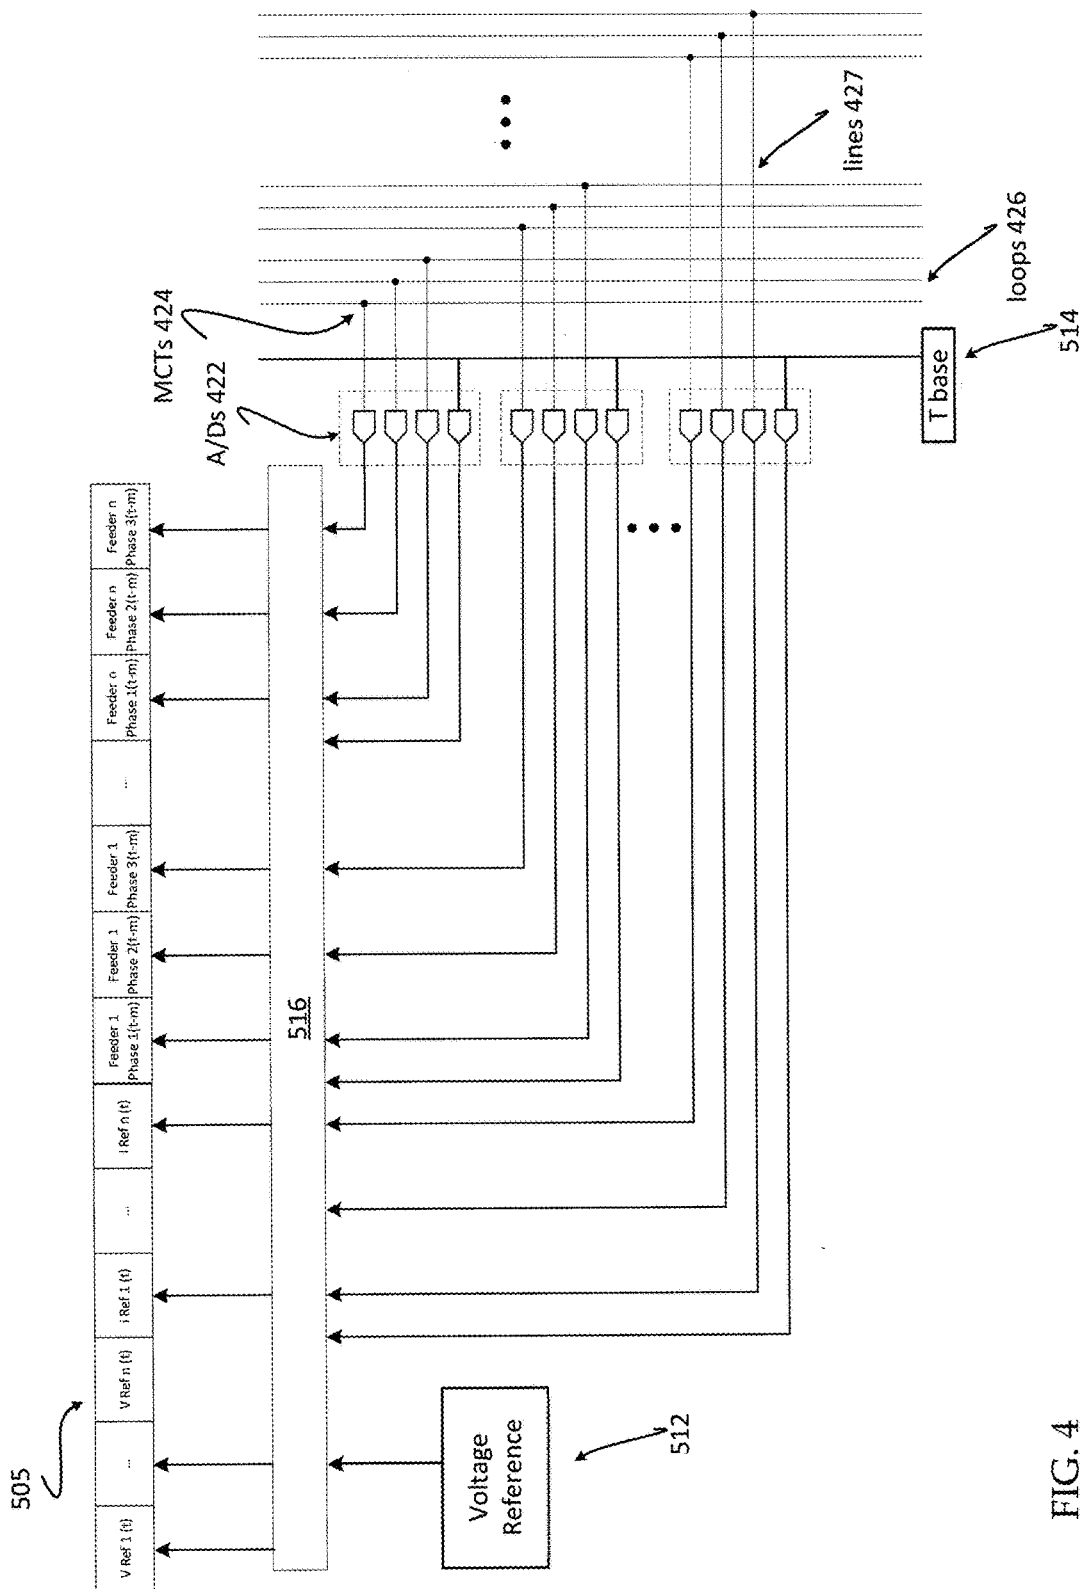 505
V Ref 1 (t)
...
V Ref n (t)
i Ref 1 (t)
...
i Ref n (t)
Feeder 1
Phase 1(t-m)
Feeder 1
Phase 2(t-m)
Feeder 1
Phase 3(t-m)
...
Feeder n
Phase 1(t-m)
Feeder n
Phase 2(t-m)
Feeder n
Phase 3(t-m)
516
A/Ds 422
MCTs 424
Voltage
Reference
512
T base
514
loops 426
lines 427
FIG. 4